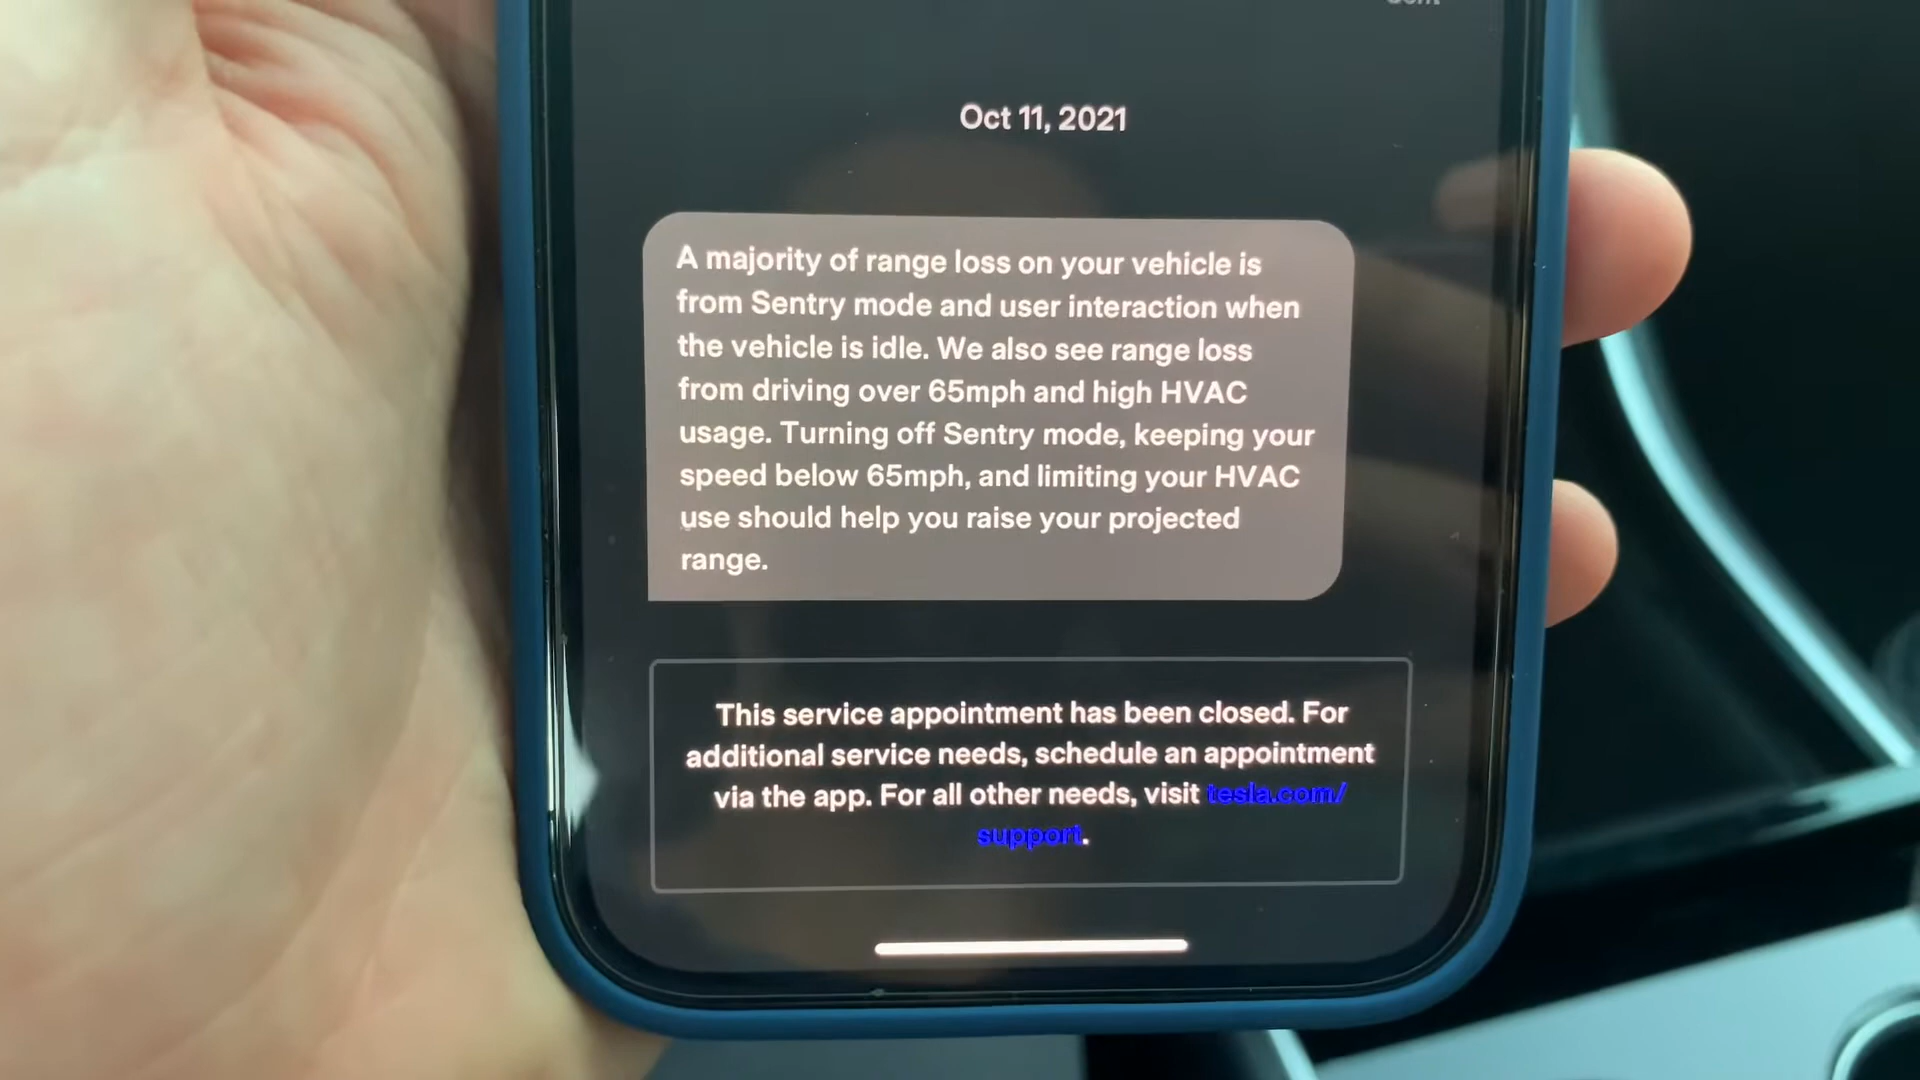 Oct 11, 2021
A majority of range loss on your vehicle is
from Sentry mode and user interaction when
the vehicle is idle. We also see range loss
from driving over 65mph and high HVAC
usage. Turning off Sentry mode, keeping your
speed below 65mph, and limiting your HVAC
use should help you raise your projected
range.
This service appointment has been closed. For
additional service needs, schedule an appointment
via the app. For all other needs, visit tesla.com/
support.